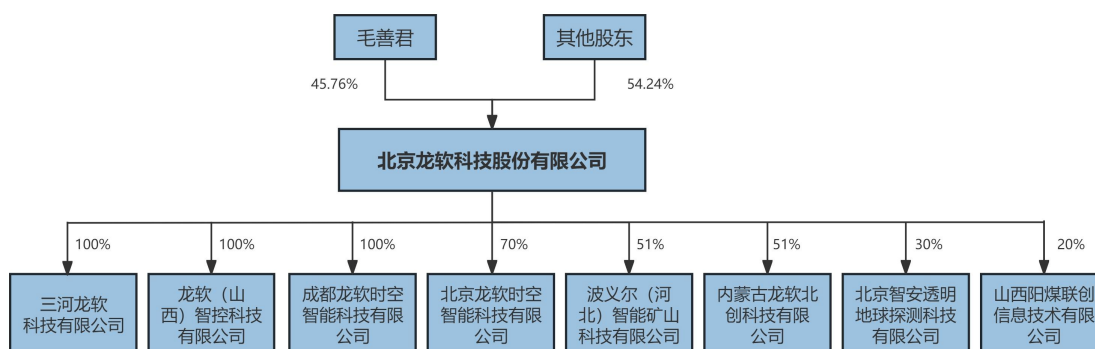 毛善君
其他股东
45.76%
54.24%
北京龙软科技股份有限公司
100%
100%
100%
70%
51%
51%
30%
20%
三河龙软
科技有限公司
龙软（山
西）智控科技
有限公司
成都龙软时空
智能科技有限
公司
北京龙软时空
智能科技有限
公司
波义尔（河
北）智能矿山
科技有限公司
内蒙古龙软北
创科技有限公
司
北京智安透明
地球探测科技
有限公司
山西阳煤联创
信息技术有限
公司